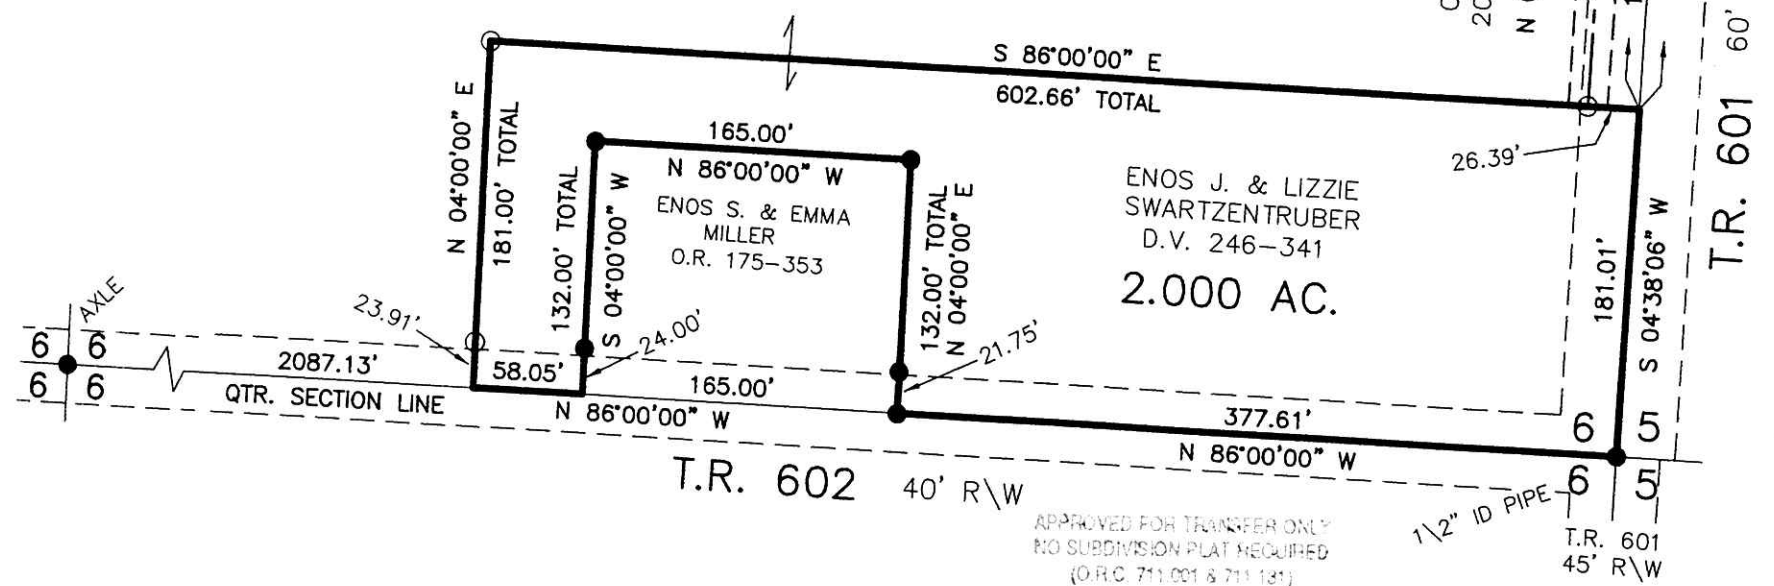 S 86°00'00" E
602.66' TOTAL
N 04°00'00" E
181.00' TOTAL
165.00'
N 86°00'00" W
ENOS S. & EMMA
MILLER
O.R. 175-353
132.00' TOTAL
S 04°00'00" W
132.00' TOTAL
N 04°00'00" E
ENOS J. & LIZZIE
SWARTZENTRUBER
D.V. 246-341
2.000 AC.
26.39'
181.01'
S 04°38'06" W
T.R. 601 60'
AXLE
23.91'
24.00'
21.75'
6 6
6 6
2087.13'
QTR. SECTION LINE
58.05'
165.00'
N 86°00'00" W
377.61'
N 86°00'00" W
6 5
6 5
T.R. 602 40' R\W
1\2" ID PIPE
T.R. 601
45' R\W
APPROVED FOR TRANSFER ONLY
NO SUBDIVISION PLAT REQUIRED
(O.R.C. 711.001 & 711.131)
20
N